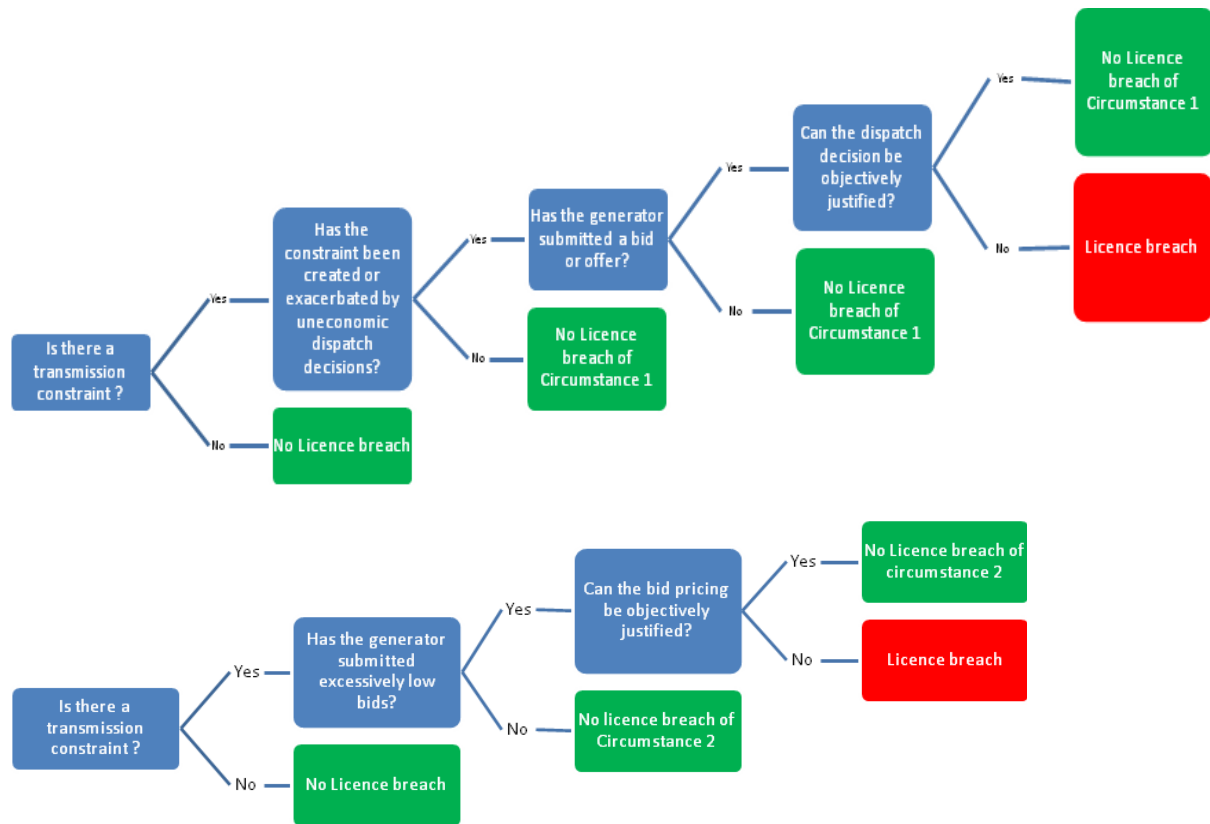 Is there a
transmission
constraint ?
Yes
No
Has the
constraint been
created or
exacerbated by
uneconomic
dispatch
decisions?
No Licence breach
Yes
No
Has the generator
submitted a bid
or offer?
No Licence
breach of
Circumstance 1
Yes
No
Can the dispatch
decision be
objectively
justified?
No Licence
breach of
Circumstance 1
Yes
No
No Licence
breach of
Circumstance 1
Licence breach
Is there a
transmission
constraint ?
Yes
No
Has the generator
submitted
excessively low
bids?
No Licence breach
Yes
No
Can the bid pricing
be objectively
justified?
No licence breach of
Circumstance 2
Yes
No
No Licence breach of
circumstance 2
Licence breach